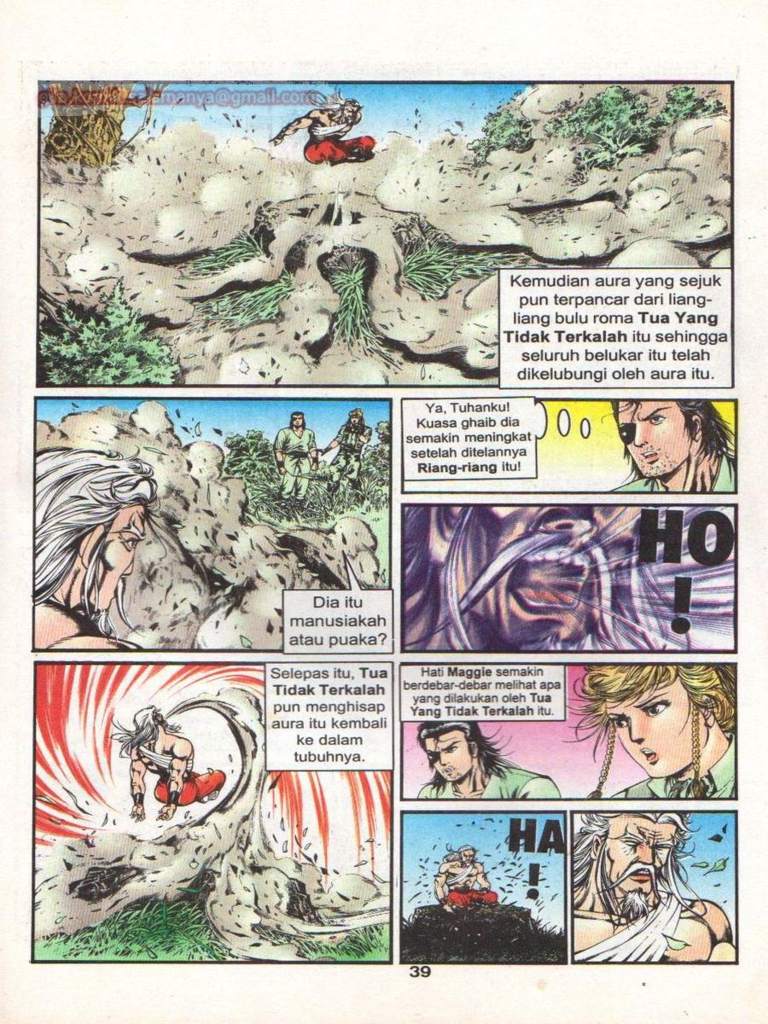 amanya@gmail.com
Kemudian aura yang sejuk
pun terpancar dari liang-
liang bulu roma Tua Yang
Tidak Terkalah itu sehingga
seluruh belukar itu telah
dikelubungi oleh aura itu.
Dia itu
manusiakah
atau puaka?
Ya, Tuhanku!
Kuasa ghaib dia
semakin meningkat
setelah ditelannya
Riang-riang itu!
HO
!
Selepas itu, Tua
Tidak Terkalah
pun menghisap
aura itu kembali
ke dalam
tubuhnya.
Hati Maggie semakin
berdebar-debar melihat apa
yang dilakukan oleh Tua
Yang Tidak Terkalah itu.
HA
!
39